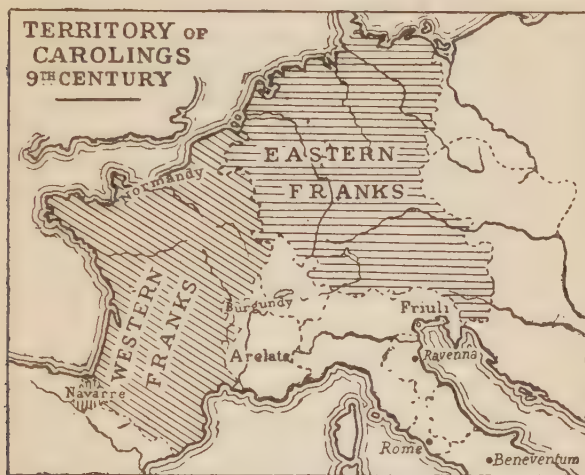 TERRITORY OF
CAROLINGS
9TH CENTURY
EASTERN
FRANKS
Normandy
WESTERN
FRANKS
Burgundy
Friuli
Arelate
Ravenna
Navarre
Rome
Beneventum